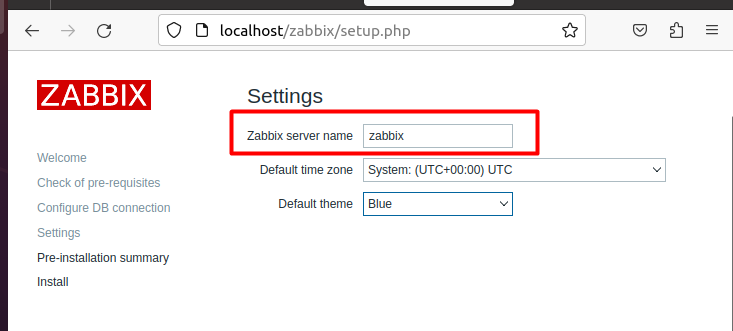 localhost/zabbix/setup.php
ZABBIX
Settings
Zabbix server name zabbix
Default time zone System: (UTC+00:00) UTC
Default theme Blue
Welcome
Check of pre-requisites
Configure DB connection
Settings
Pre-installation summary
Install